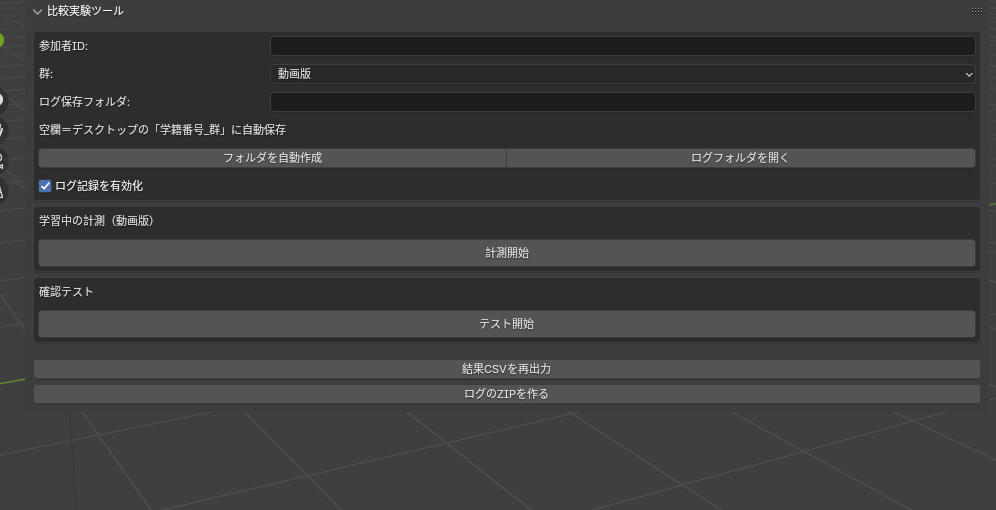 比較実験ツール
参加者ID:
群: 動画版
ログ保存フォルダ:
空欄＝デスクトップの「学籍番号_群」に自動保存
フォルダを自動作成 ログフォルダを開く
ログ記録を有効化
学習中の計測（動画版）
計測開始
確認テスト
テスト開始
結果CSVを再出力
ログのZIPを作る